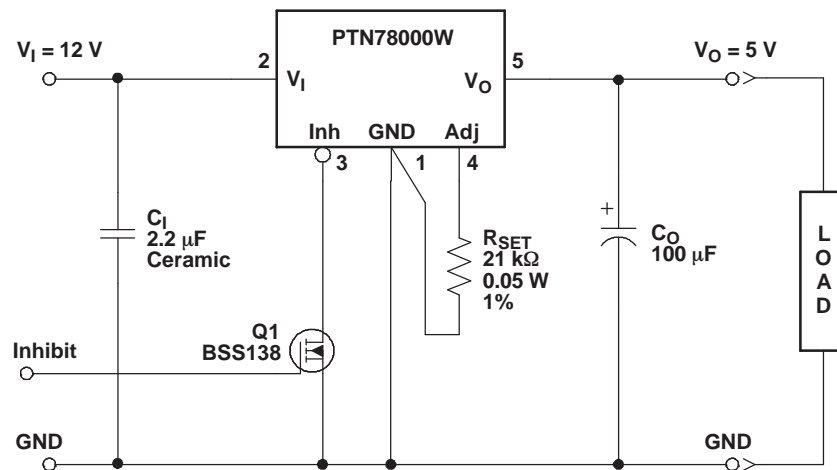 PTN78000W
V_I = 12 V
2
V_I
V_O
5
V_O = 5 V
Inh
GND
Adj
3
1
4
C_I
2.2 μF
Ceramic
R_SET
21 kΩ
0.05 W
1%
+
C_O
100 μF
L
O
A
D
Q1
BSS138
Inhibit
GND
GND